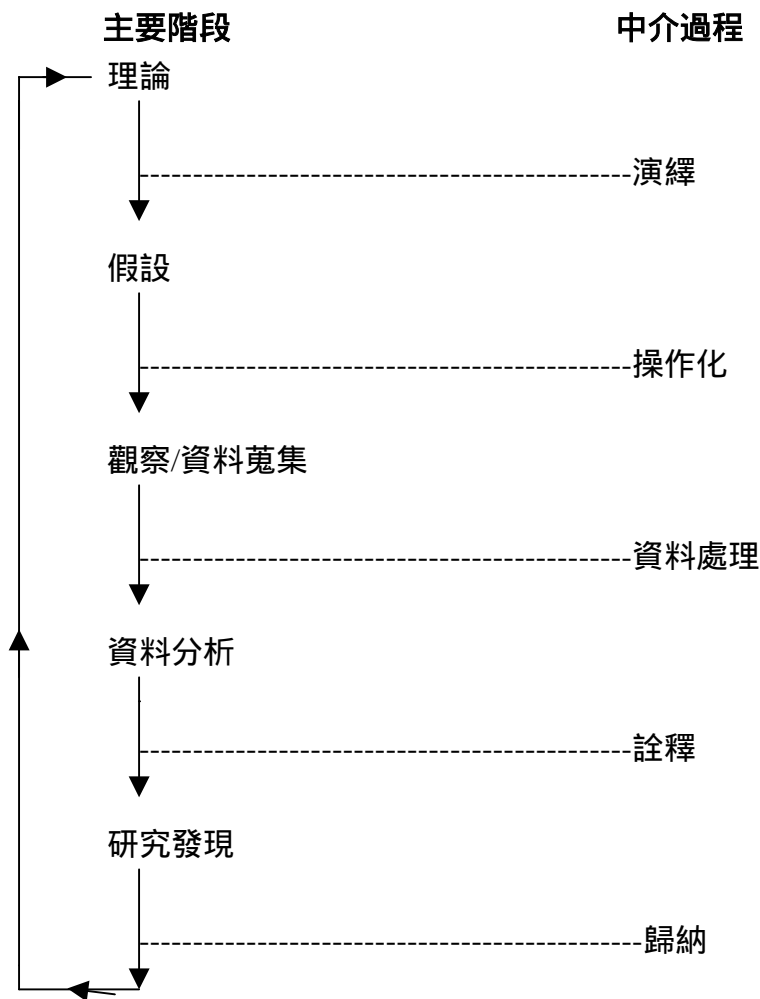 主要階段 中介過程
理論
演繹
假設
操作化
觀察/資料蒐集
資料處理
資料分析
詮釋
研究發現
歸納